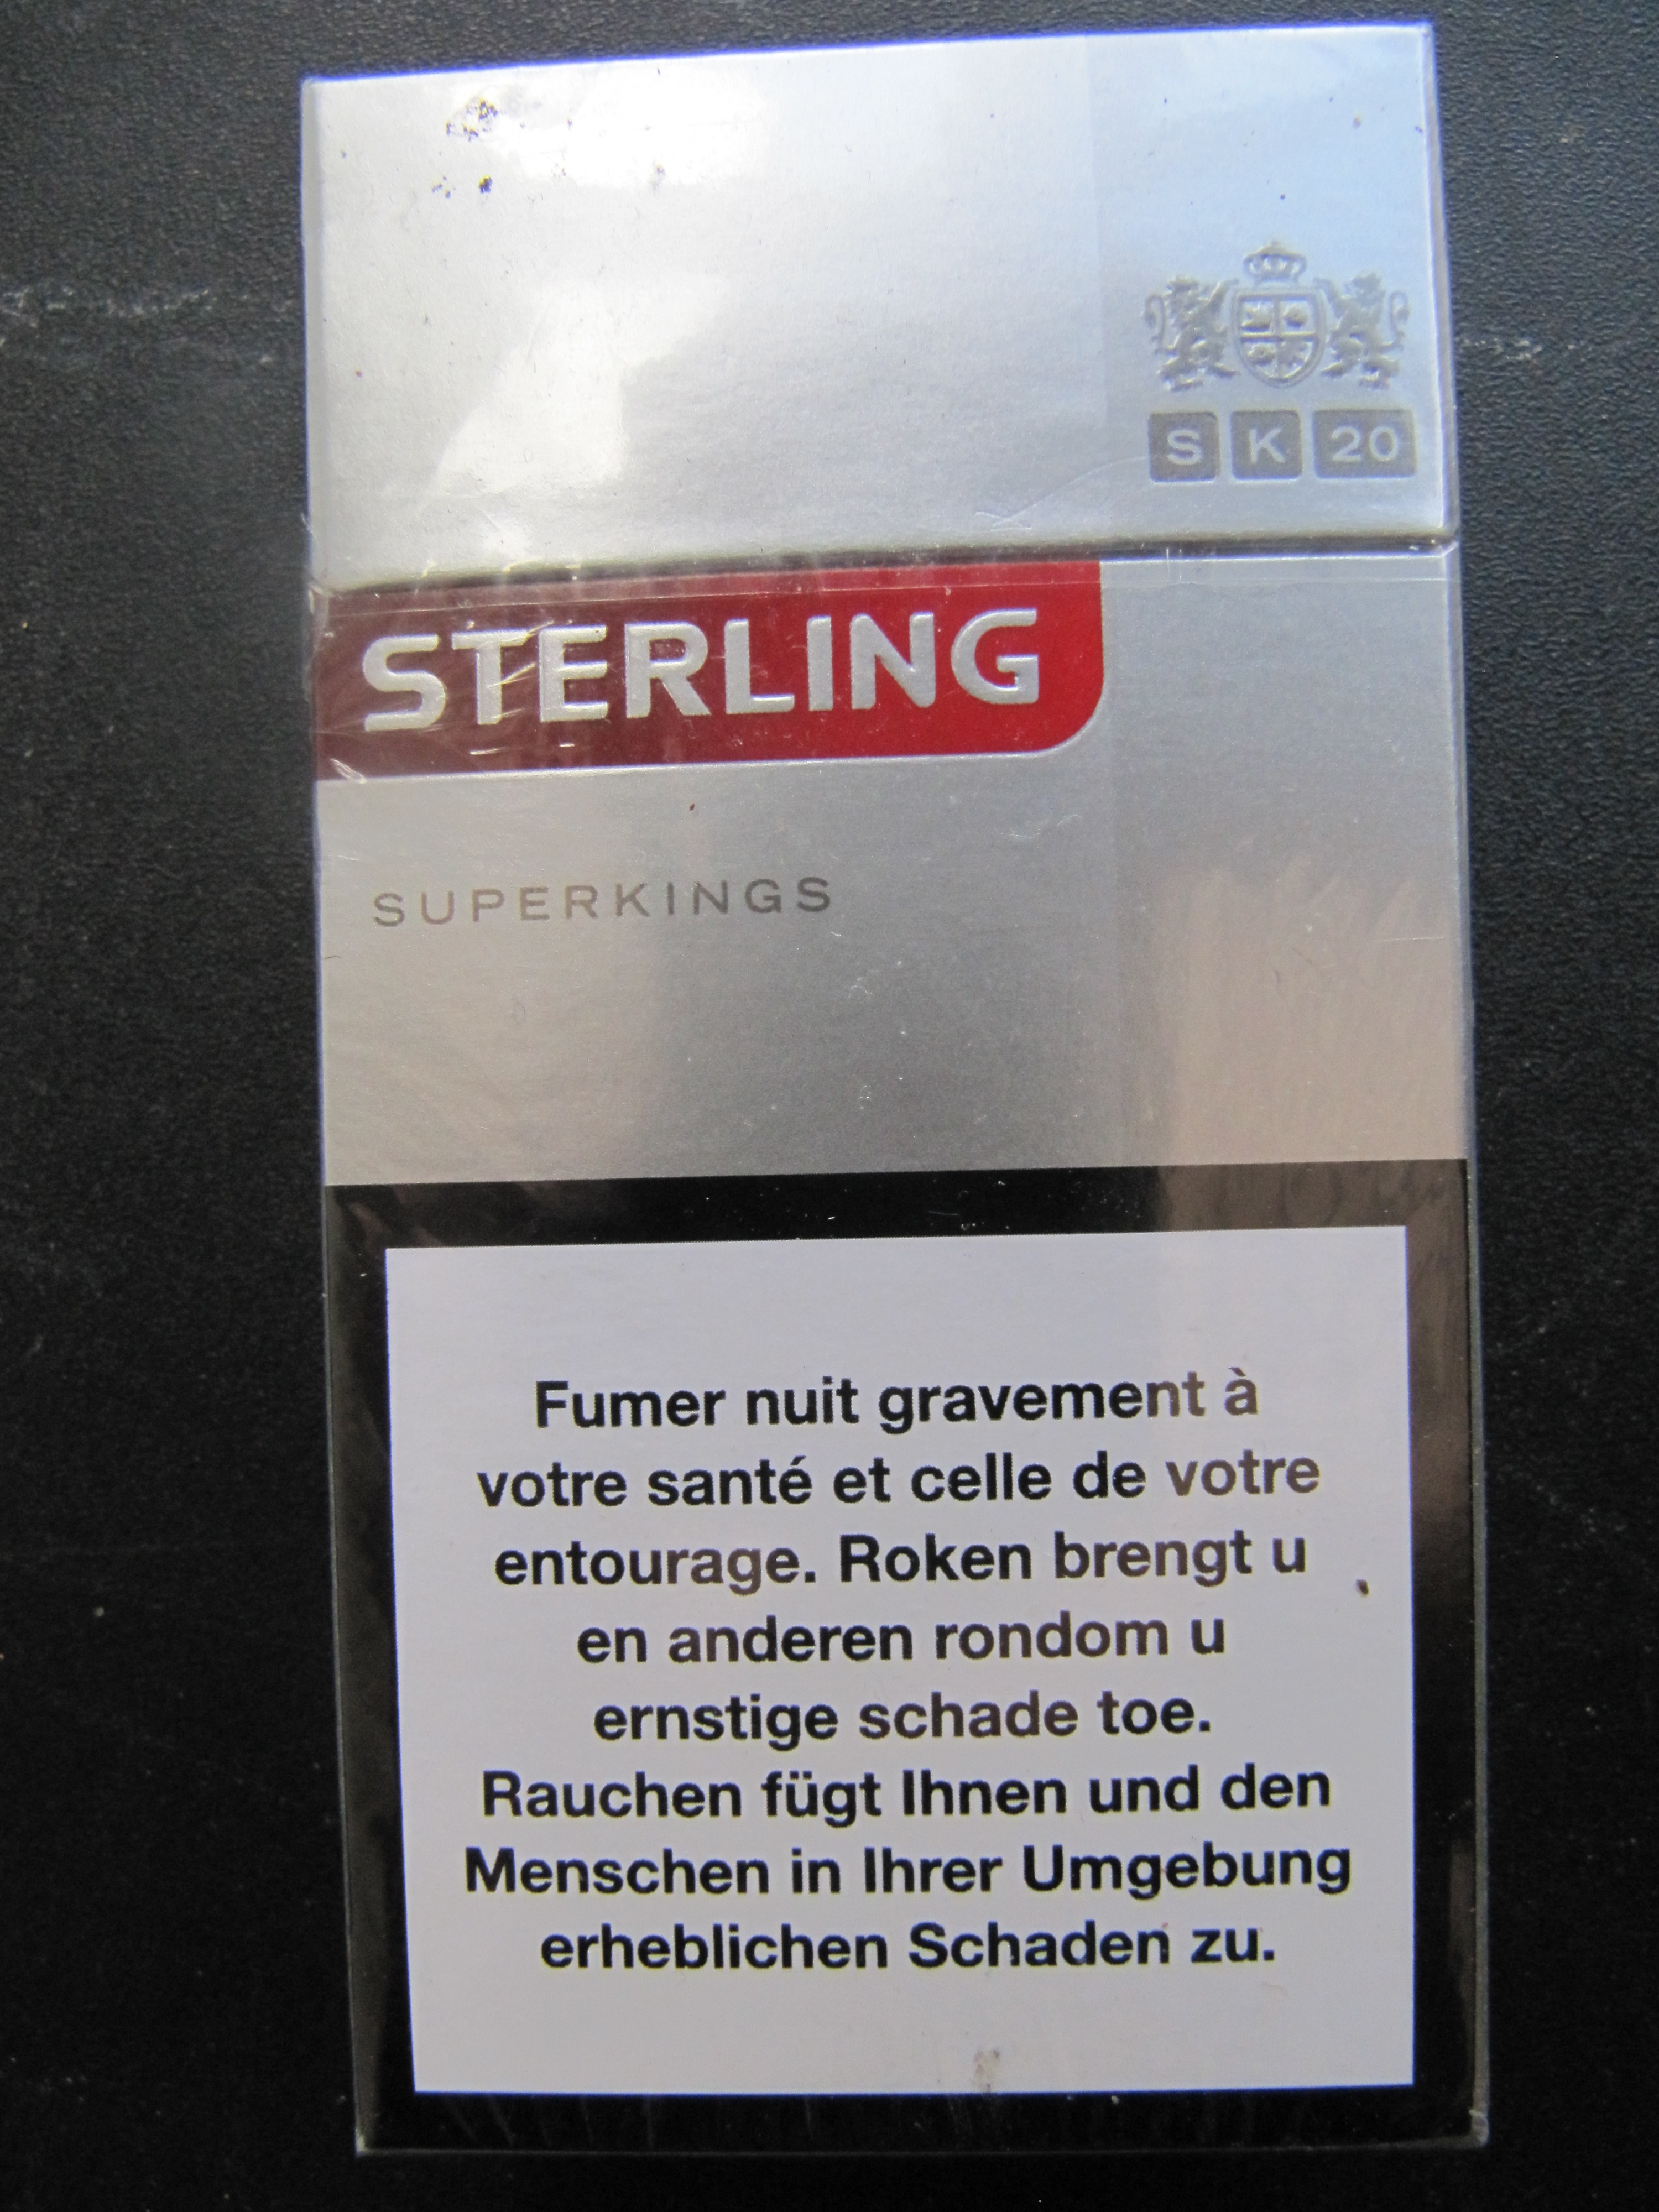 S K 20
STERLING
SUPERKINGS
Fumer nuit gravement à
votre santé et celle de votre
entourage. Roken brengt u
en anderen rondom u
ernstige schade toe.
Rauchen fügt Ihnen und den
Menschen in Ihrer Umgebung
erheblichen Schaden zu.